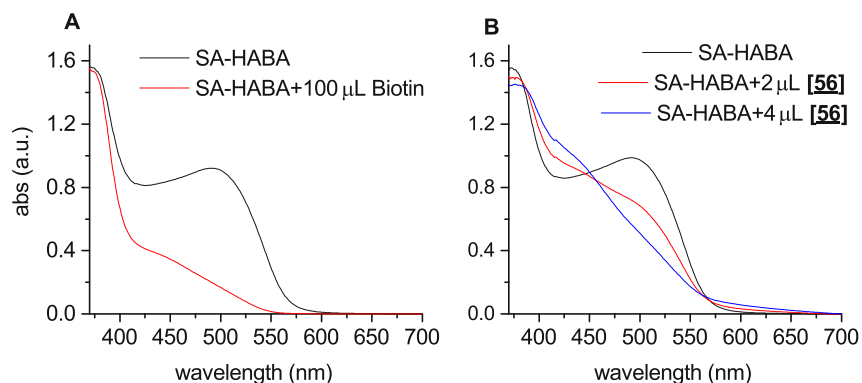 A
SA-HABA
SA-HABA+100 μL Biotin
abs (a.u.)
1.6
1.2
0.8
0.4
0.0
400 450 500 550 600 650 700
wavelength (nm)
B
SA-HABA
SA-HABA+2 μL [56]
SA-HABA+4 μL [56]
1.6
1.2
0.8
0.4
0.0
400 450 500 550 600 650 700
wavelength (nm)